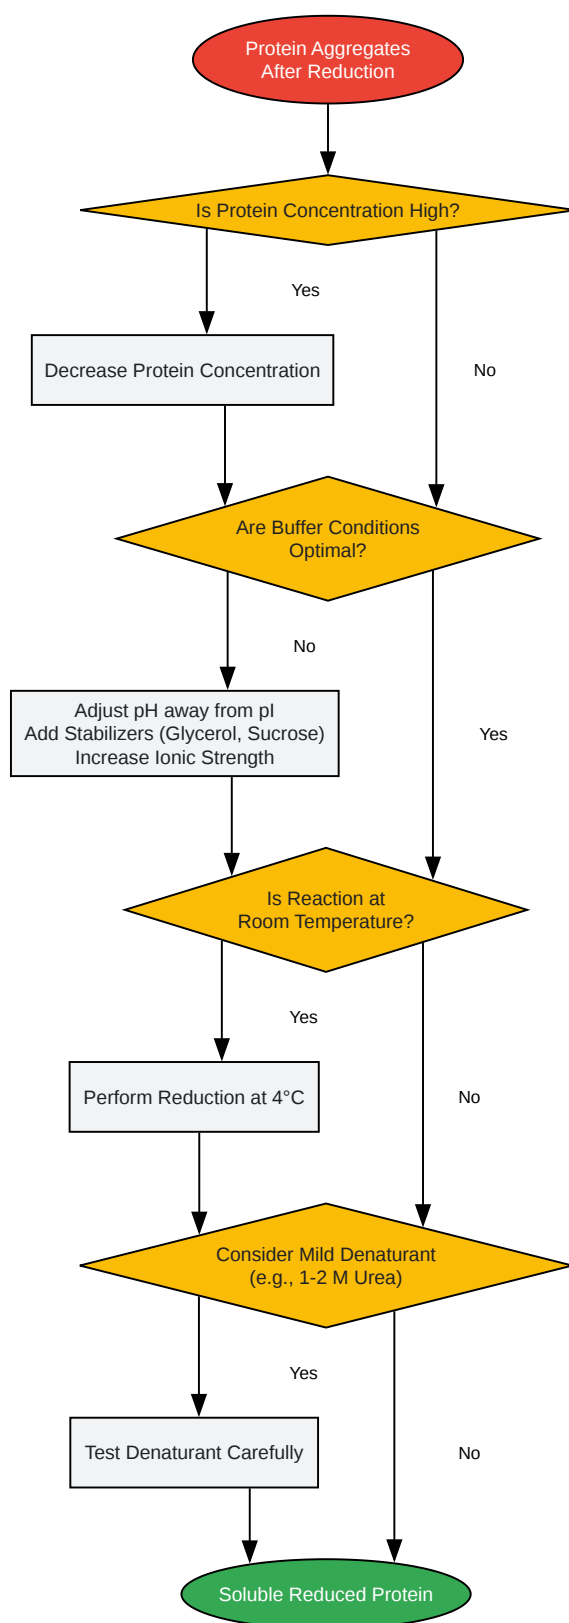 Protein Aggregates
After Reduction
Is Protein Concentration High?
Yes
Decrease Protein Concentration
No
Are Buffer Conditions
Optimal?
No
Adjust pH away from pI
Add Stabilizers (Glycerol, Sucrose)
Increase Ionic Strength
Yes
Is Reaction at
Room Temperature?
Yes
Perform Reduction at 4°C
No
Consider Mild Denaturant
(e.g., 1-2 M Urea)
Yes
Test Denaturant Carefully
No
Soluble Reduced Protein